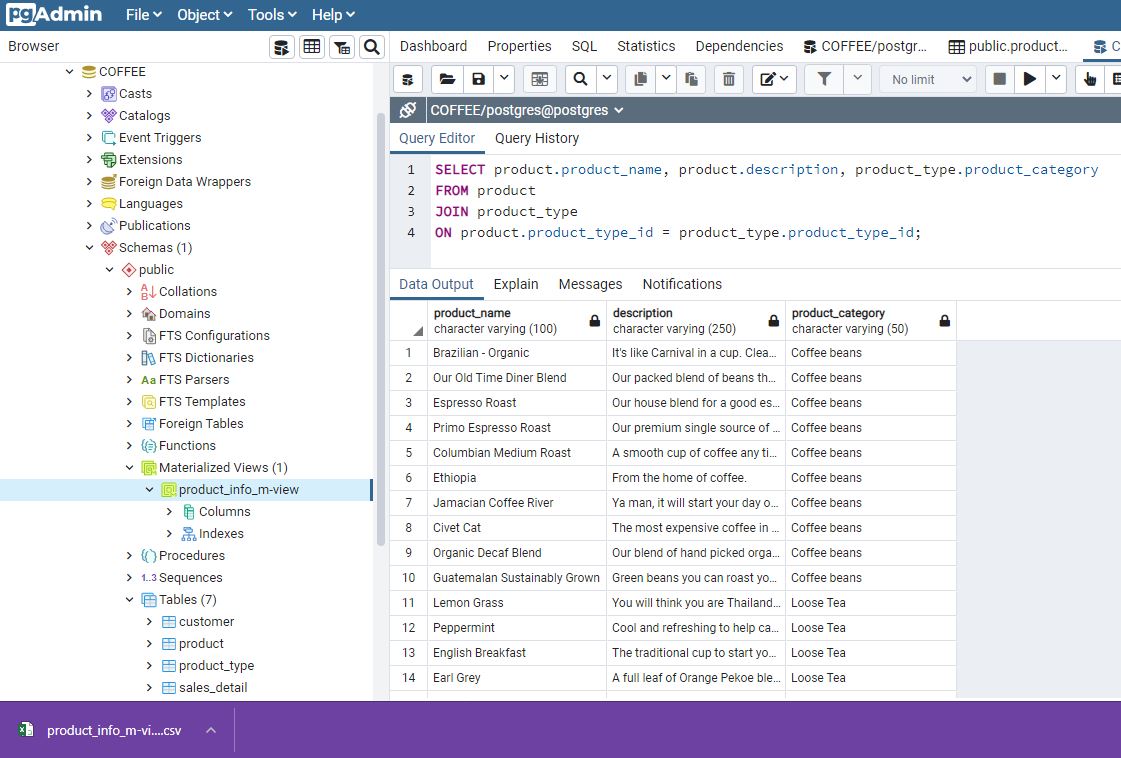 pgAdmin File Object Tools Help
Browser
Dashboard Properties SQL Statistics Dependencies COFFEE/postgr... public.product... C
COFFEE
Casts
Catalogs
Event Triggers
Extensions
Foreign Data Wrappers
Languages
Publications
Schemas (1)
public
Collations
Domains
FTS Configurations
FTS Dictionaries
Aa FTS Parsers
FTS Templates
Foreign Tables
Functions
Materialized Views (1)
product_info_m-view
Columns
Indexes
Procedures
1..3 Sequences
Tables (7)
customer
product
product_type
sales_detail
No limit
COFFEE/postgres@postgres
Query Editor Query History
1 SELECT product.product_name, product.description, product_type.product_category
2 FROM product
3 JOIN product_type
4 ON product.product_type_id = product_type.product_type_id;
Data Output Explain Messages Notifications
product_name description product_category
character varying (100) character varying (250) character varying (50)
1 Brazilian - Organic It's like Carnival in a cup. Clea... Coffee beans
2 Our Old Time Diner Blend Our packed blend of beans th... Coffee beans
3 Espresso Roast Our house blend for a good es... Coffee beans
4 Primo Espresso Roast Our premium single source of ... Coffee beans
5 Columbian Medium Roast A smooth cup of coffee any ti... Coffee beans
6 Ethiopia From the home of coffee. Coffee beans
7 Jamacian Coffee River Ya man, it will start your day o... Coffee beans
8 Civet Cat The most expensive coffee in ... Coffee beans
9 Organic Decaf Blend Our blend of hand picked orga... Coffee beans
10 Guatemalan Sustainably Grown Green beans you can roast yo... Coffee beans
11 Lemon Grass You will think you are Thailand... Loose Tea
12 Peppermint Cool and refreshing to help ca... Loose Tea
13 English Breakfast The traditional cup to start yo... Loose Tea
14 Earl Grey A full leaf of Orange Pekoe ble... Loose Tea
product_info_m-vi....csv